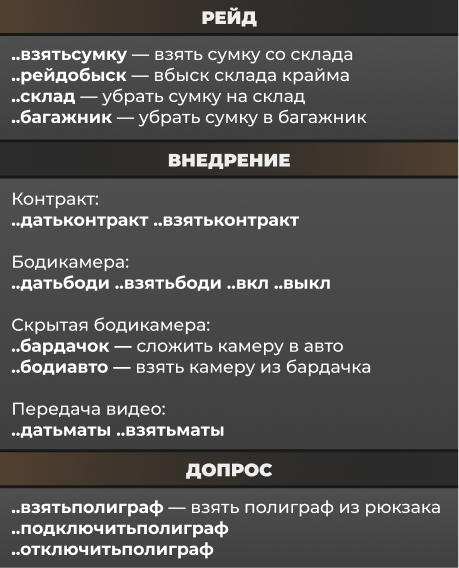 РЕЙД
..взятьсумку — взять сумку со склада
..рейдобыск — вбыск склада крайма
..склад — убрать сумку на склад
..багажник — убрать сумку в багажник
ВНЕДРЕНИЕ
Контракт:
..датьконтракт ..взятьконтракт
Бодикамера:
..датьбоди ..взятьбоди ..вкл ..выкл
Скрытая бодикамера:
..бардачок — сложить камеру в авто
..бодиавто — взять камеру из бардачка
Передача видео:
..датьматы ..взятьматы
ДОПРОС
..взятьполиграф — взять полиграф из рюкзака
..подключитьполиграф
..отключитьполиграф